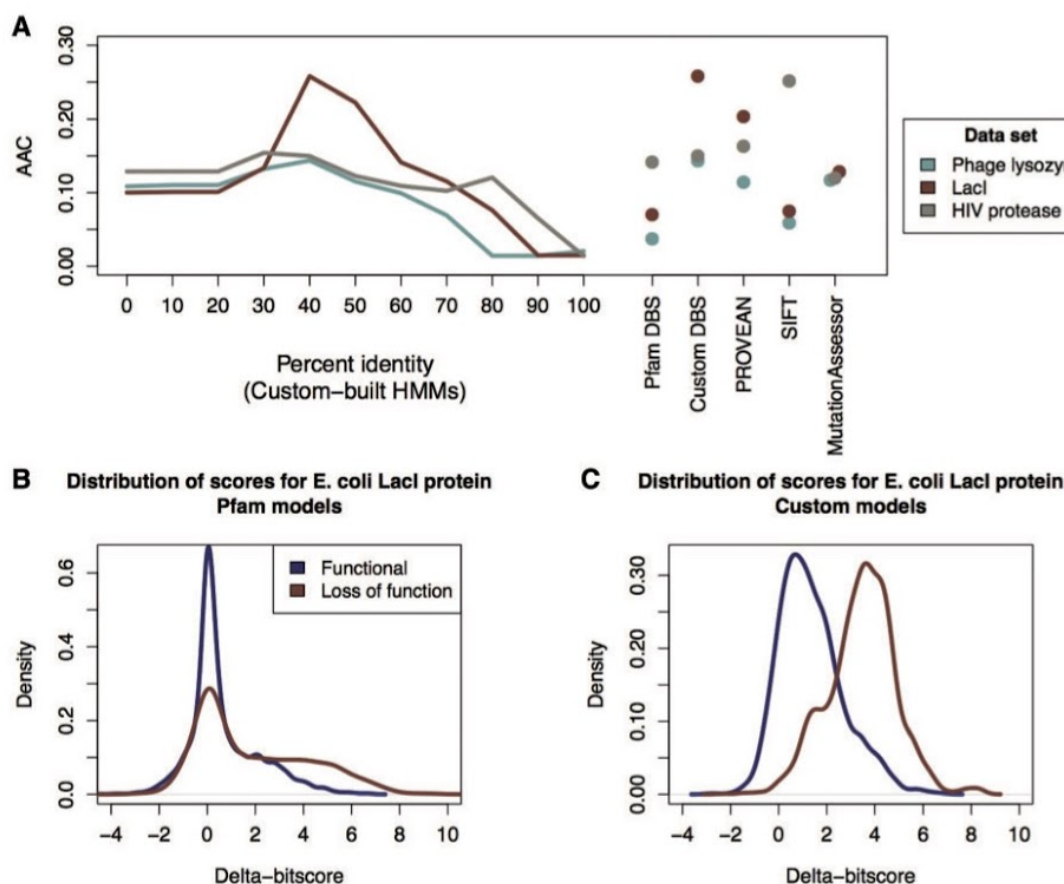 A
AAC
0.30
0.20
0.10
0.00
0 10 20 30 40 50 60 70 80 90 100
Percent identity
(Custom−built HMMs)
Pfam DBS
Custom DBS
PROVEAN
SIFT
MutationAssessor
Data set
Phage lysozy
LacI
HIV protease
B
Distribution of scores for E. coli LacI protein
Pfam models
Density
0.6
0.4
0.2
0.0
Functional
Loss of function
−4 −2 0 2 4 6 8 10
Delta−bitscore
C
Distribution of scores for E. coli LacI protein
Custom models
Density
0.30
0.20
0.10
0.00
−4 −2 0 2 4 6 8 10
Delta−bitscore